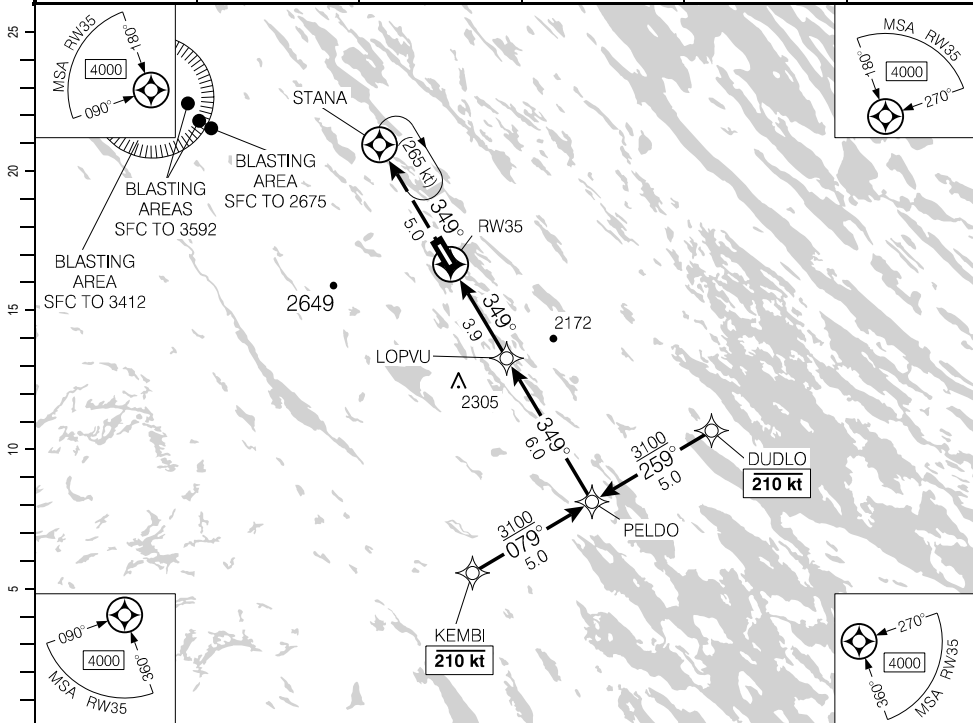 25
20
15
10
5
MSA RW35
180°
4000
090°
MSA RW35
180°
4000
270°
STANA
(265 kt)
349°
5.0
RW35
BLASTING
AREA
SFC TO 2675
BLASTING
AREAS
SFC TO 3592
BLASTING
AREA
SFC TO 3412
2649
349°
3.9
2172
LOPVU
2305
349°
6.0
3100
259°
5.0
DUDLO
210 kt
PELDO
3100
079°
5.0
KEMBI
210 kt
090°
4000
360°
MSA RW35
270°
4000
360°
MSA RW35